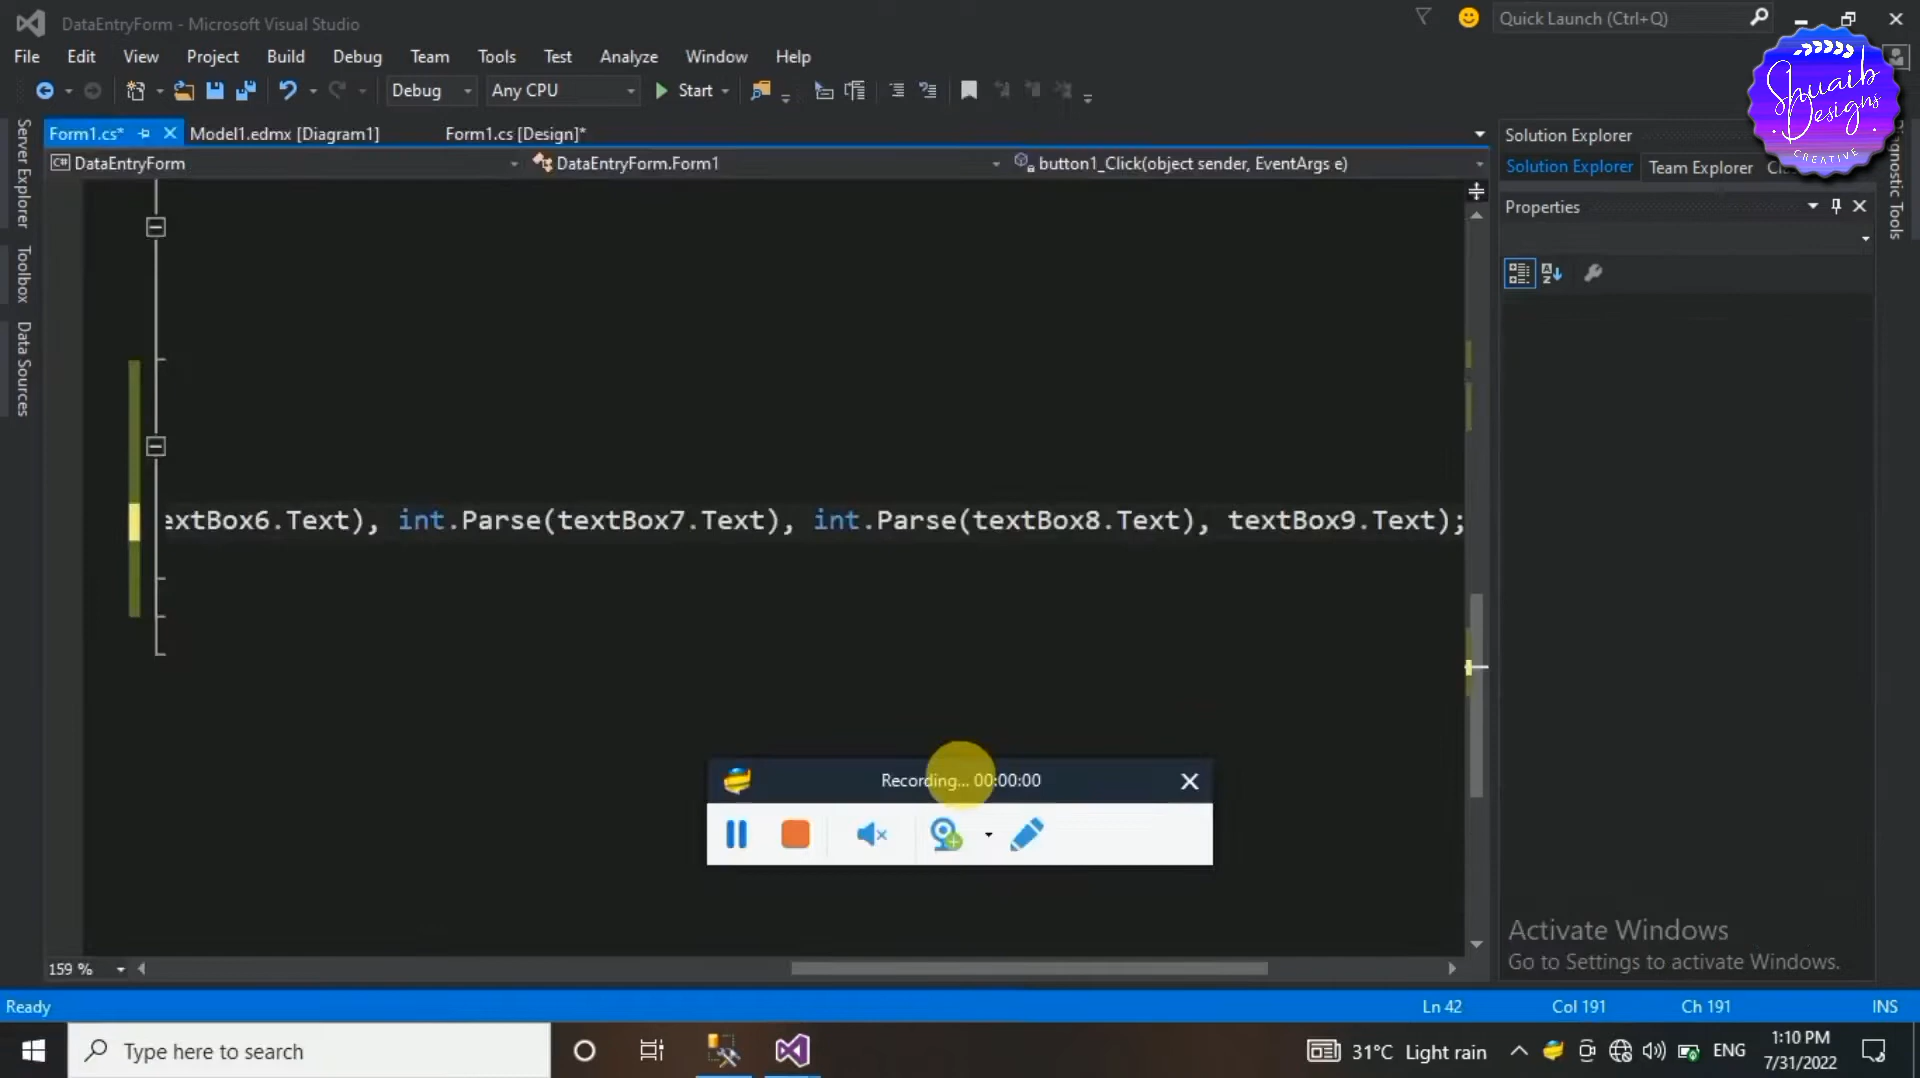 DataEntryForm - Microsoft Visual Studio
Quick Launch (Ctrl+Q)
File Edit View Project Build Debug Team Tools Test Analyze Window Help
Debug Any CPU Start
Shuaib
Designs
CREATIVE
Form1.cs* Model1.edmx [Diagram1] Form1.cs [Design]*
Solution Explorer
DataEntryForm DataEntryForm.Form1 button1_Click(object sender, EventArgs e)
Solution Explorer Team Explorer
Properties
Server Explorer
Toolbox
Data Sources
Diagnostic Tools
extBox6.Text), int.Parse(textBox7.Text), int.Parse(textBox8.Text), textBox9.Text);
Recording... 00:00:00
Activate Windows
Go to Settings to activate Windows.
159 %
Ready Ln 42 Col 191 Ch 191 INS
Type here to search
31°C Light rain ENG
1:10 PM
7/31/2022